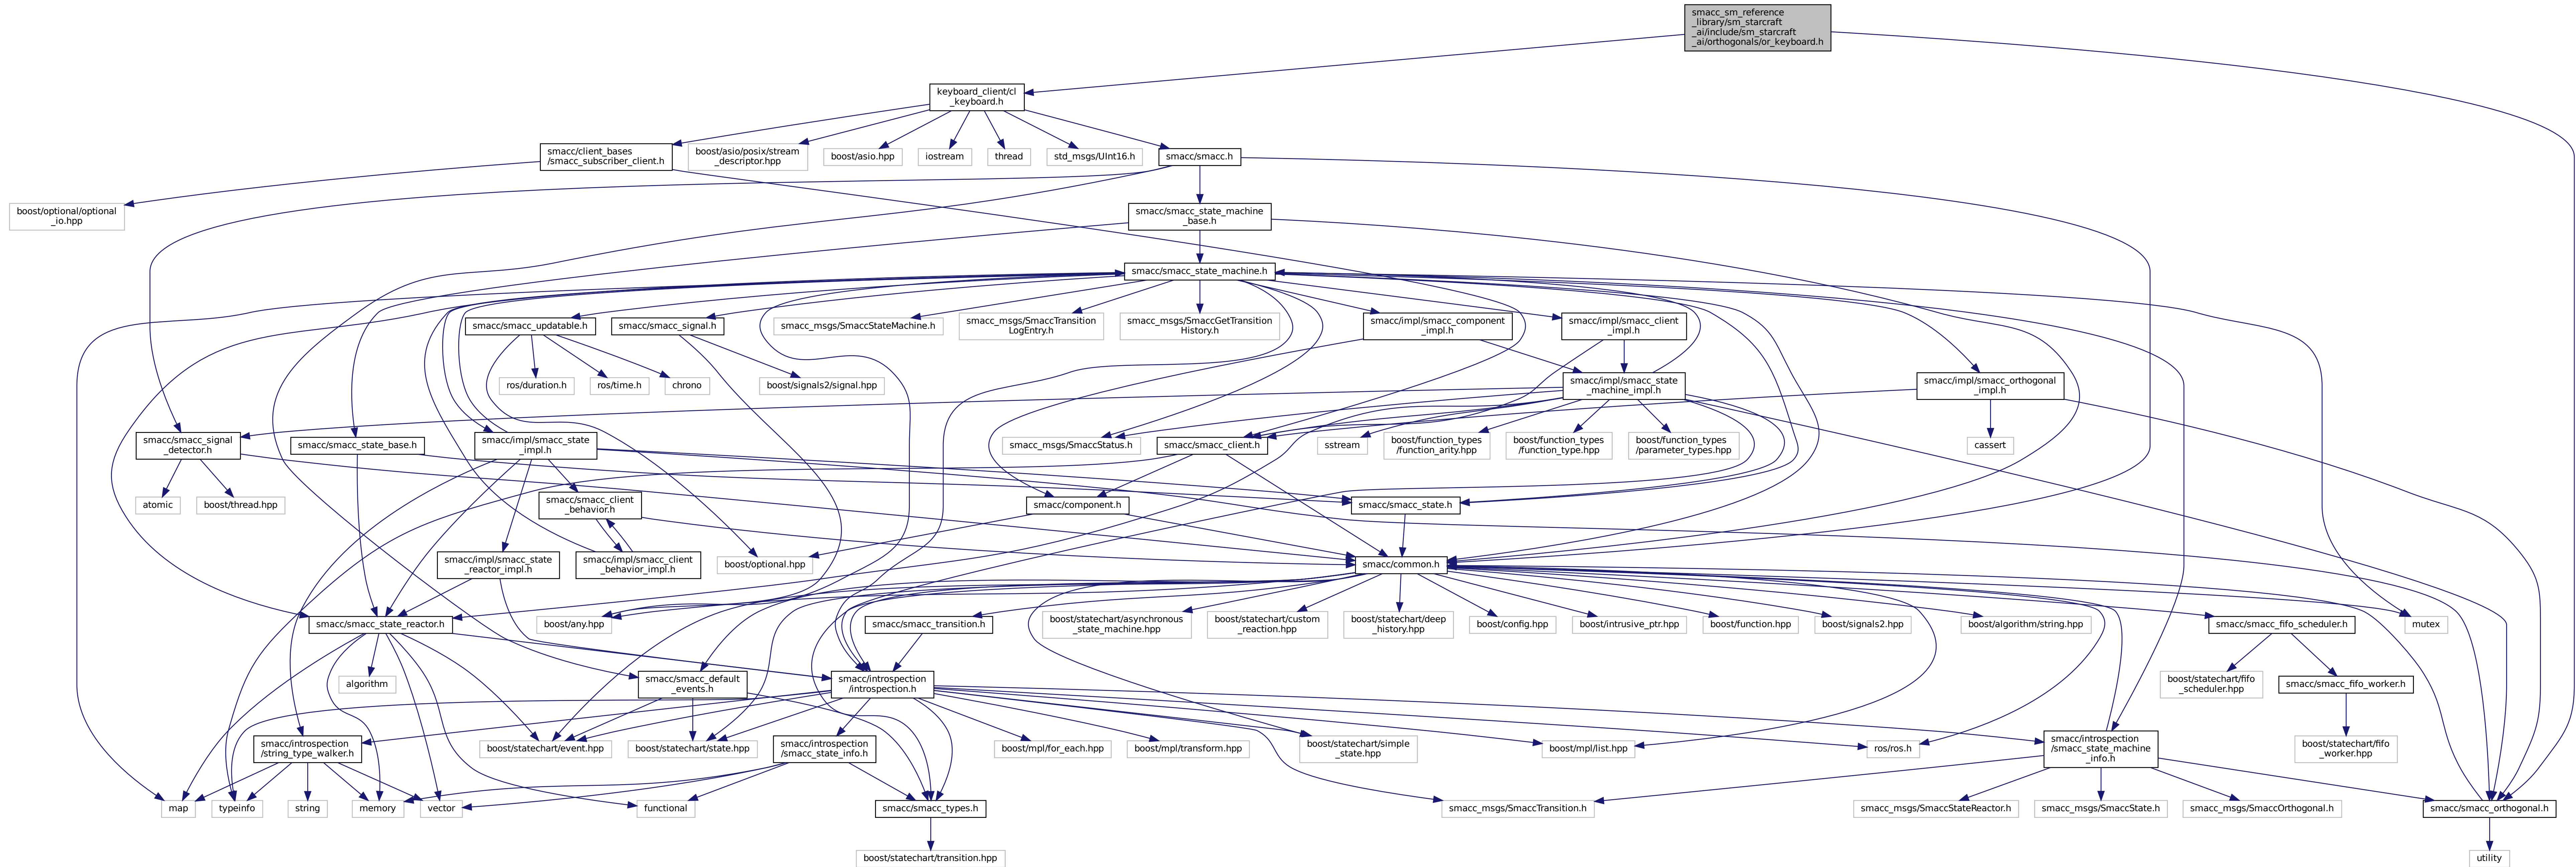 smacc_sm_reference
_library/sm_starcraft
_ai/include/sm_starcraft
_ai/orthogonals/or_keyboard.h
keyboard_client/cl
_keyboard.h
smacc/client_bases
/smacc_subscriber_client.h
boost/asio/posix/stream
_descriptor.hpp
boost/asio.hpp
iostream
thread
std_msgs/UInt16.h
smacc/smacc.h
boost/optional/optional
_io.hpp
smacc/smacc_state_machine
_base.h
smacc/smacc_state_machine.h
smacc/smacc_updatable.h
smacc/smacc_signal.h
smacc_msgs/SmaccStateMachine.h
smacc_msgs/SmaccTransition
LogEntry.h
smacc_msgs/SmaccGetTransition
History.h
smacc/impl/smacc_component
_impl.h
smacc/impl/smacc_client
_impl.h
ros/duration.h
ros/time.h
chrono
boost/signals2/signal.hpp
smacc/impl/smacc_state
_machine_impl.h
smacc/impl/smacc_orthogonal
_impl.h
smacc/smacc_signal
_detector.h
smacc/smacc_state_base.h
smacc/impl/smacc_state
_impl.h
smacc_msgs/SmaccStatus.h
smacc/smacc_client.h
sstream
boost/function_types
/function_arity.hpp
boost/function_types
/function_type.hpp
boost/function_types
/parameter_types.hpp
cassert
atomic
boost/thread.hpp
smacc/smacc_client
_behavior.h
smacc/component.h
smacc/smacc_state.h
smacc/impl/smacc_state
_reactor_impl.h
smacc/impl/smacc_client
_behavior_impl.h
boost/optional.hpp
smacc/common.h
smacc/smacc_state_reactor.h
boost/any.hpp
smacc/smacc_transition.h
boost/statechart/asynchronous
_state_machine.hpp
boost/statechart/custom
_reaction.hpp
boost/statechart/deep
_history.hpp
boost/config.hpp
boost/intrusive_ptr.hpp
boost/function.hpp
boost/signals2.hpp
boost/algorithm/string.hpp
smacc/smacc_fifo_scheduler.h
mutex
algorithm
smacc/smacc_default
_events.h
smacc/introspection
/introspection.h
boost/statechart/fifo
_scheduler.hpp
smacc/smacc_fifo_worker.h
smacc/introspection
/string_type_walker.h
boost/statechart/event.hpp
boost/statechart/state.hpp
smacc/introspection
/smacc_state_info.h
boost/mpl/for_each.hpp
boost/mpl/transform.hpp
boost/statechart/simple
_state.hpp
boost/mpl/list.hpp
ros/ros.h
smacc/introspection
/smacc_state_machine
_info.h
boost/statechart/fifo
_worker.hpp
map
typeinfo
string
memory
vector
functional
smacc/smacc_types.h
smacc_msgs/SmaccTransition.h
smacc_msgs/SmaccStateReactor.h
smacc_msgs/SmaccState.h
smacc_msgs/SmaccOrthogonal.h
smacc/smacc_orthogonal.h
boost/statechart/transition.hpp
utility